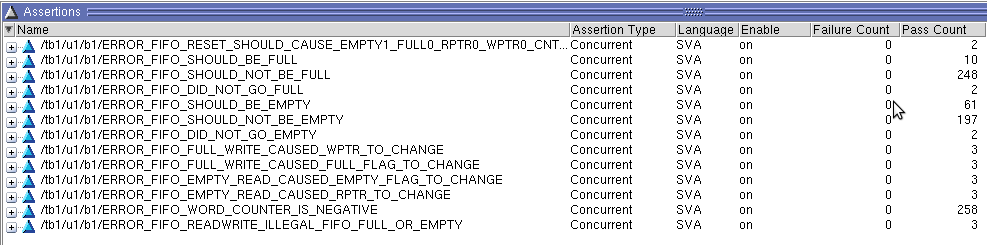 Assertions
Name Assertion Type Language Enable Failure Count Pass Count
/tb1/u1/b1/ERROR_FIFO_RESET_SHOULD_CAUSE_EMPTY1_FULL0_RPTR0_WPTR0_CNT... Concurrent SVA on 0 2
/tb1/u1/b1/ERROR_FIFO_SHOULD_BE_FULL Concurrent SVA on 0 10
/tb1/u1/b1/ERROR_FIFO_SHOULD_NOT_BE_FULL Concurrent SVA on 0 248
/tb1/u1/b1/ERROR_FIFO_DID_NOT_GO_FULL Concurrent SVA on 0 2
/tb1/u1/b1/ERROR_FIFO_SHOULD_BE_EMPTY Concurrent SVA on 0 61
/tb1/u1/b1/ERROR_FIFO_SHOULD_NOT_BE_EMPTY Concurrent SVA on 0 197
/tb1/u1/b1/ERROR_FIFO_DID_NOT_GO_EMPTY Concurrent SVA on 0 2
/tb1/u1/b1/ERROR_FIFO_FULL_WRITE_CAUSED_WPTR_TO_CHANGE Concurrent SVA on 0 3
/tb1/u1/b1/ERROR_FIFO_FULL_WRITE_CAUSED_FULL_FLAG_TO_CHANGE Concurrent SVA on 0 3
/tb1/u1/b1/ERROR_FIFO_EMPTY_READ_CAUSED_EMPTY_FLAG_TO_CHANGE Concurrent SVA on 0 3
/tb1/u1/b1/ERROR_FIFO_EMPTY_READ_CAUSED_RPTR_TO_CHANGE Concurrent SVA on 0 3
/tb1/u1/b1/ERROR_FIFO_WORD_COUNTER_IS_NEGATIVE Concurrent SVA on 0 258
/tb1/u1/b1/ERROR_FIFO_READWRITE_ILLEGAL_FIFO_FULL_OR_EMPTY Concurrent SVA on 0 3